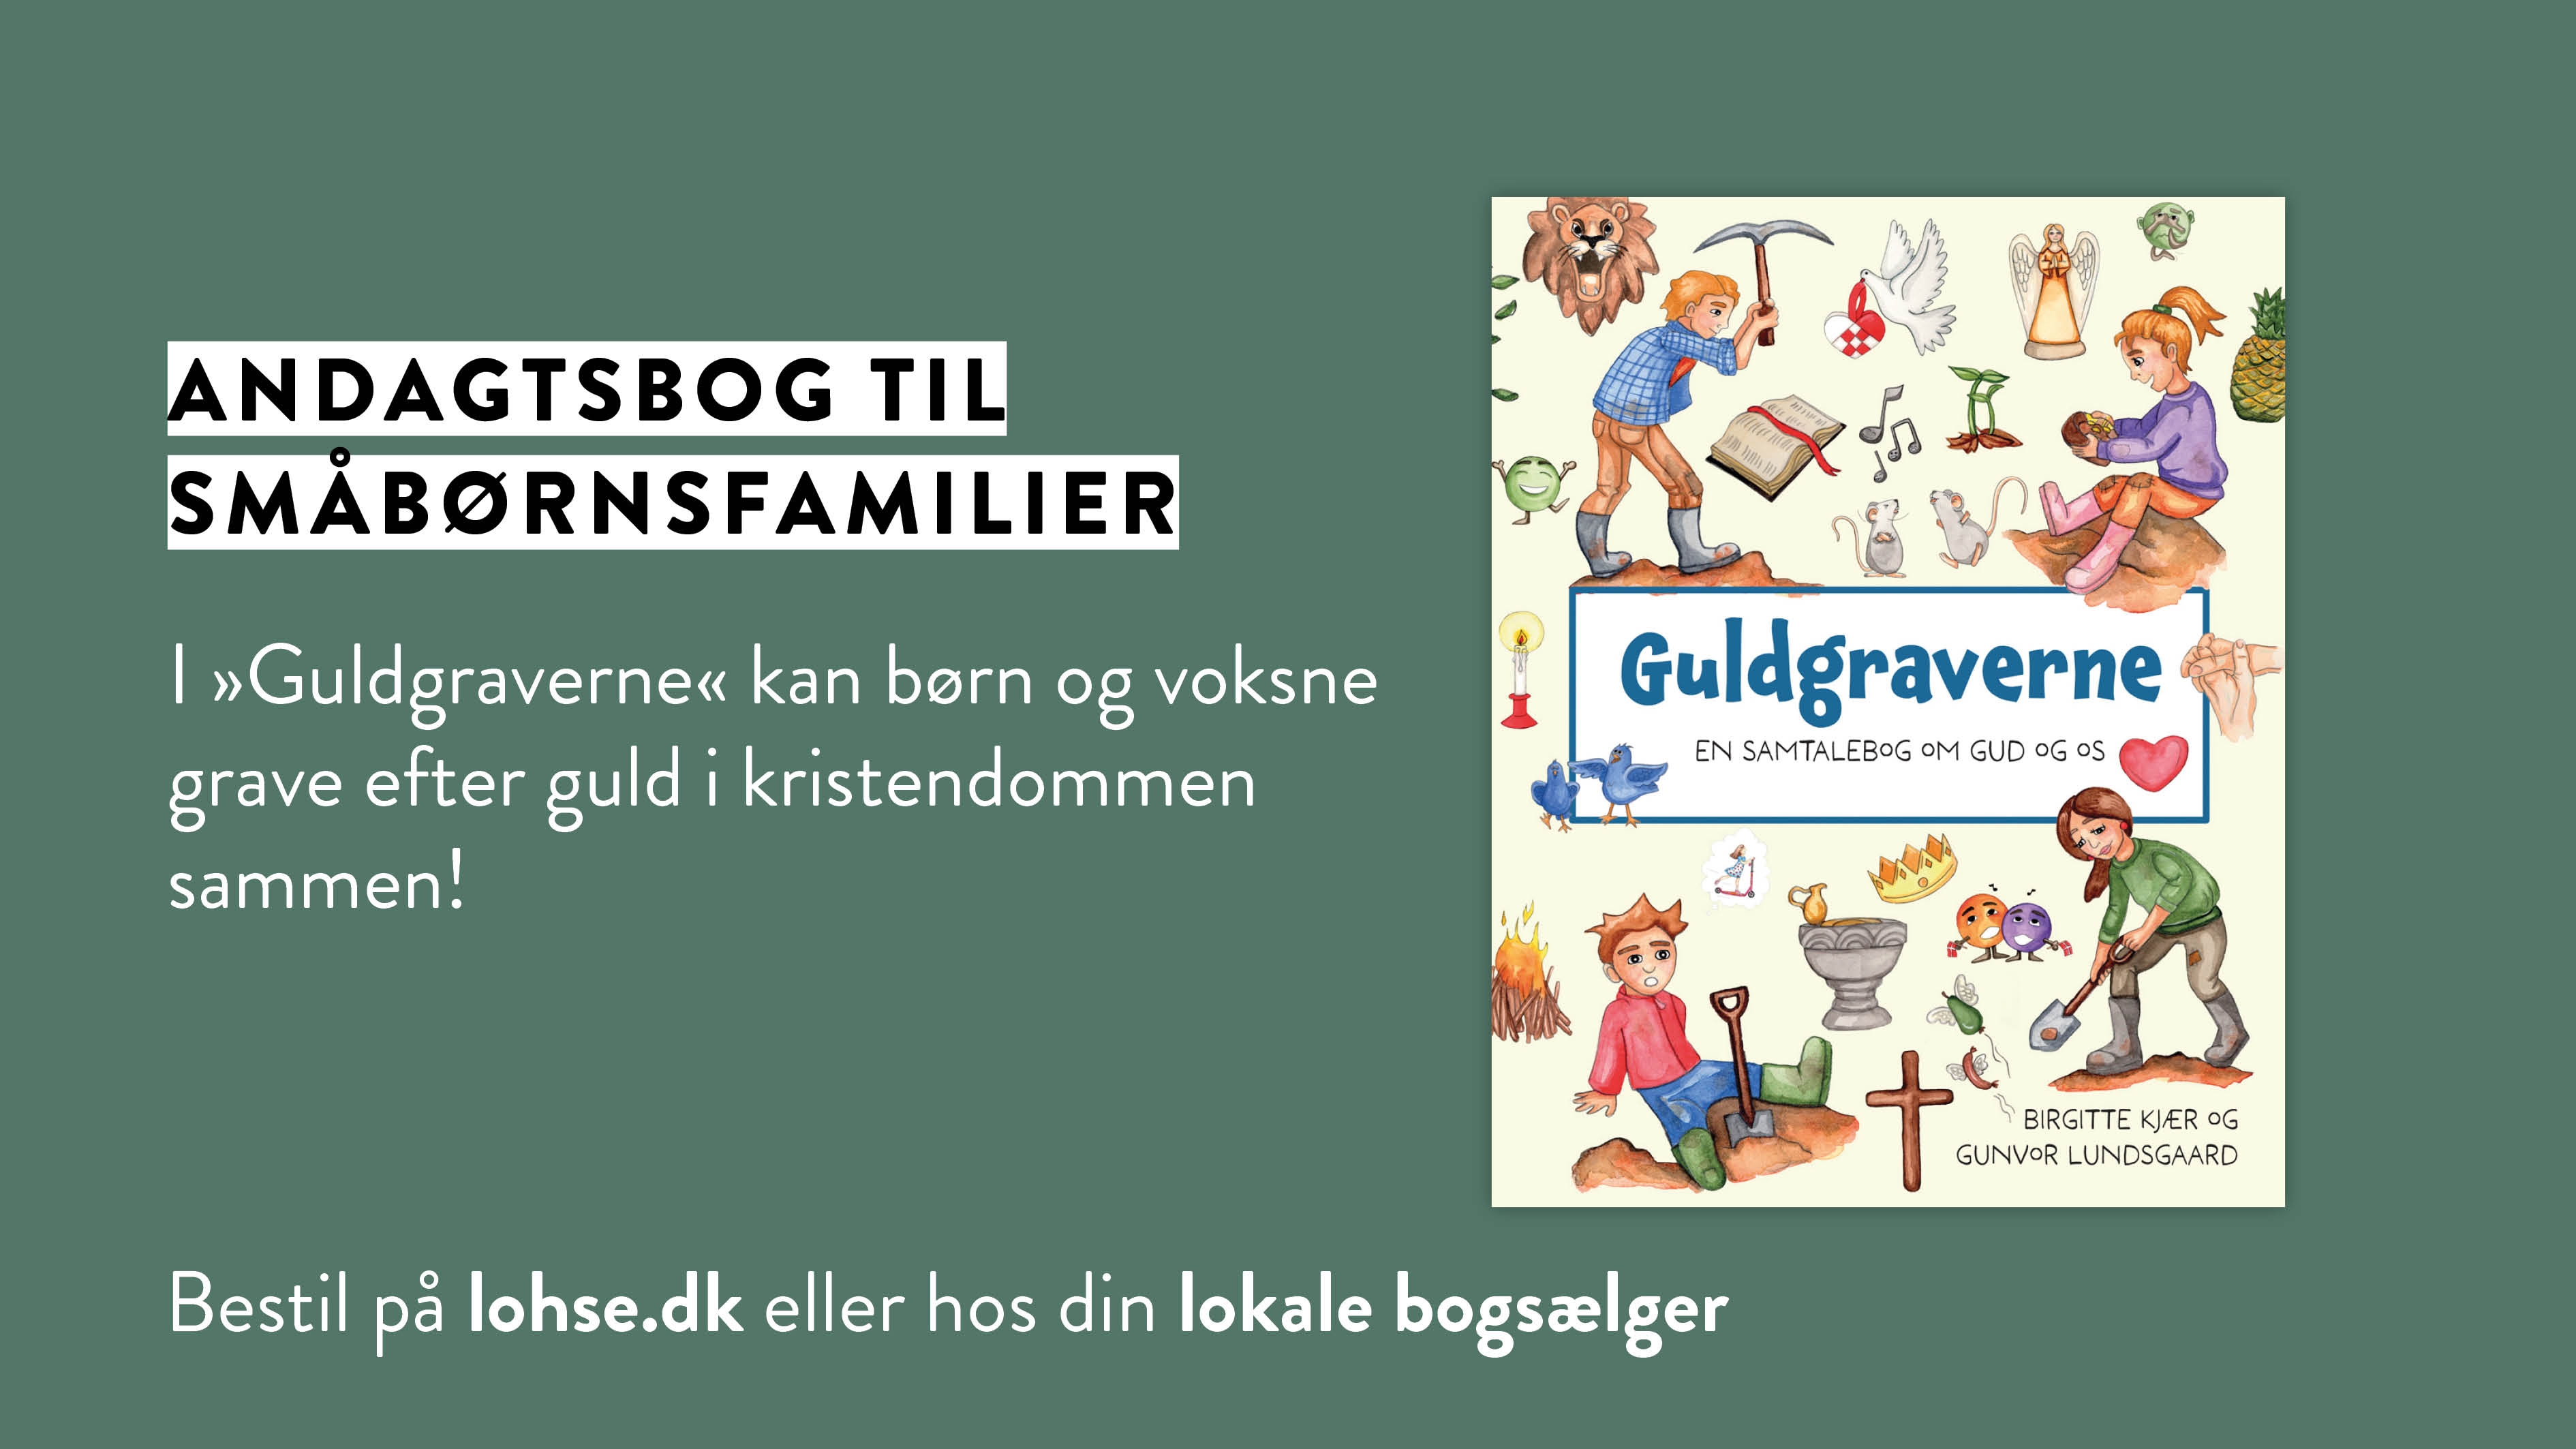 ANDAGTSBOG TIL
SMÅBØRNSFAMILIER
I »Guldgraverne« kan børn og voksne
grave efter guld i kristendommen
sammen!
Guldgraverne
EN SAMTALEBOG OM GUD OG OS
BIRGITTE KJÆR OG
GUNVOR LUNDSGAARD
Bestil på lohse.dk eller hos din lokale bogsælger